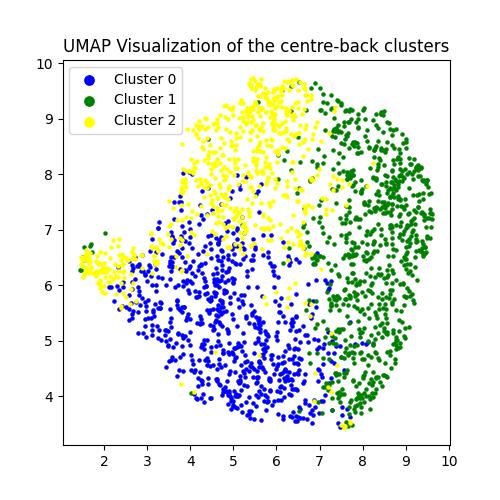 UMAP Visualization of the centre-back clusters
Cluster 0
Cluster 1
Cluster 2
10
9
8
7
6
5
4
2 3 4 5 6 7 8 9 10